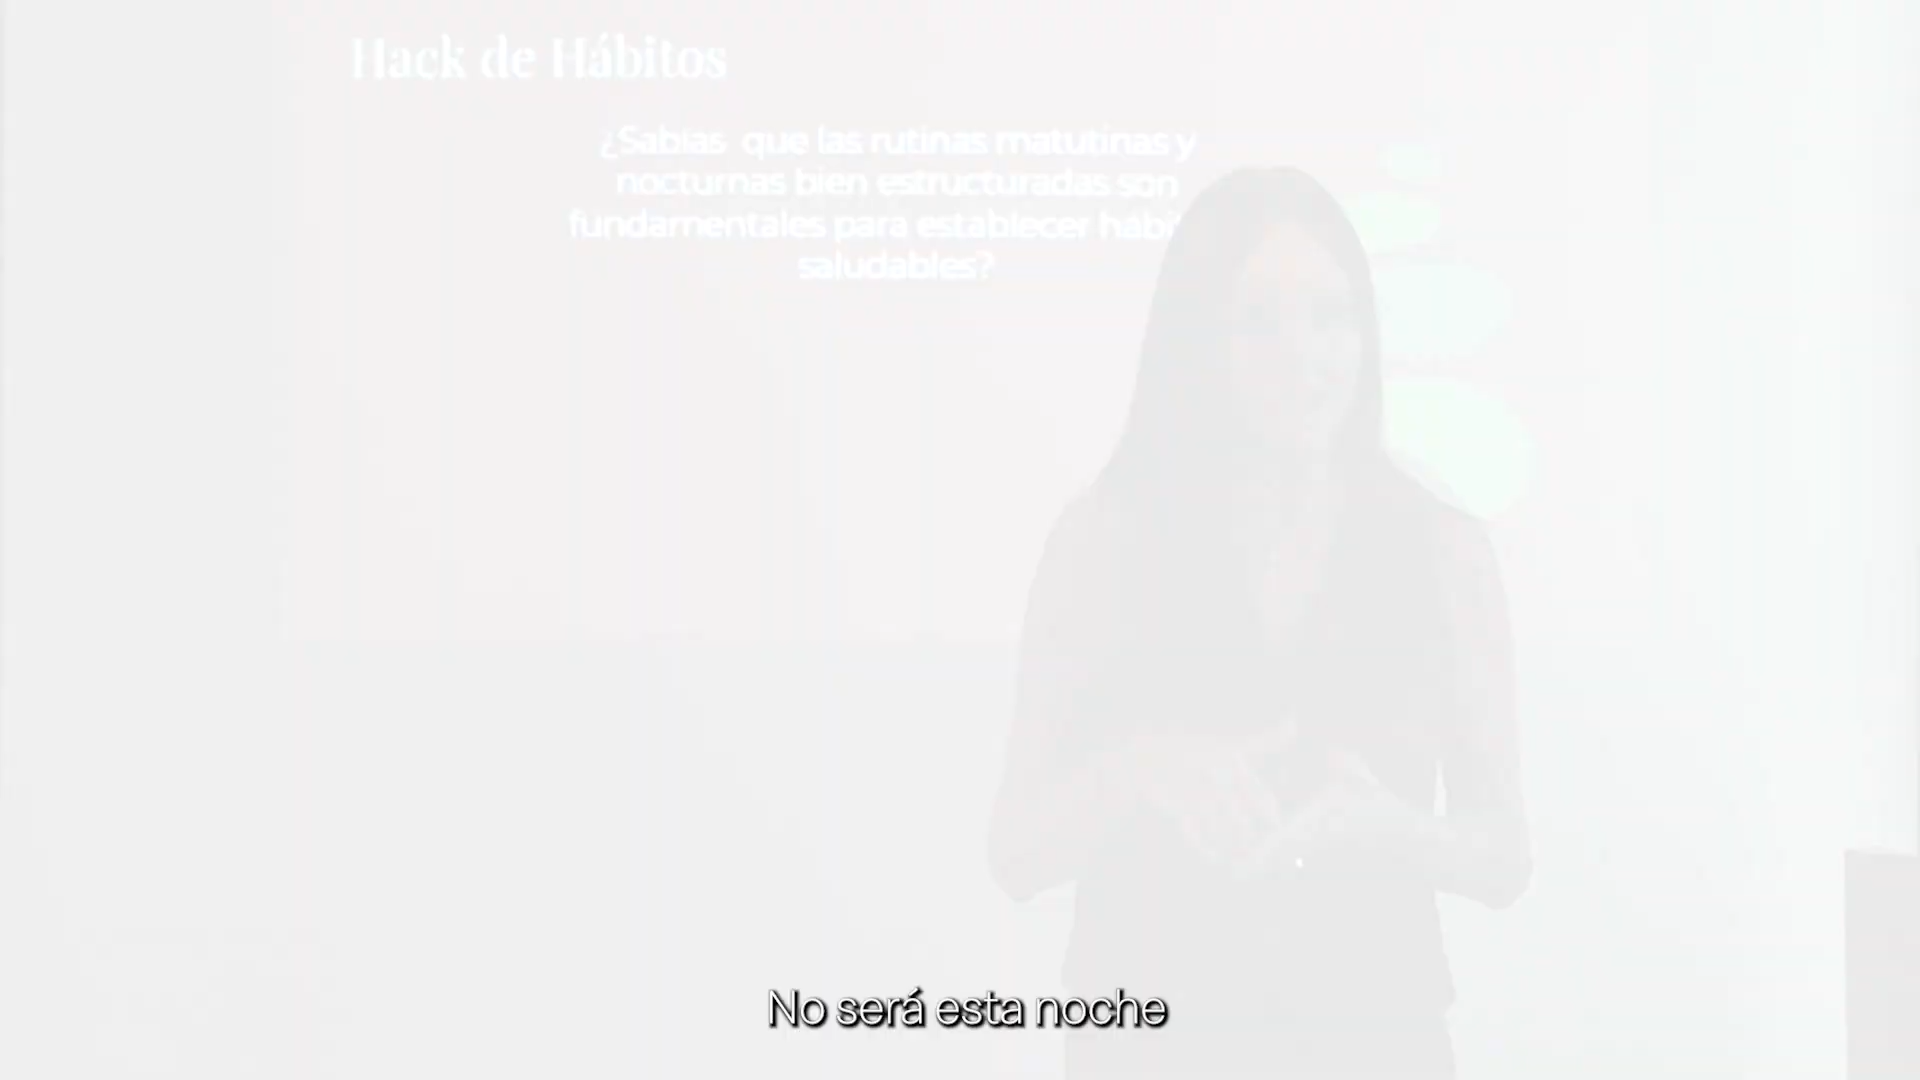 Hack de Hábitos
¿Sabías que las rutinas matutinas y
nocturnas bien estructuradas son
fundamentales para establecer
saludables?
No será esta noche